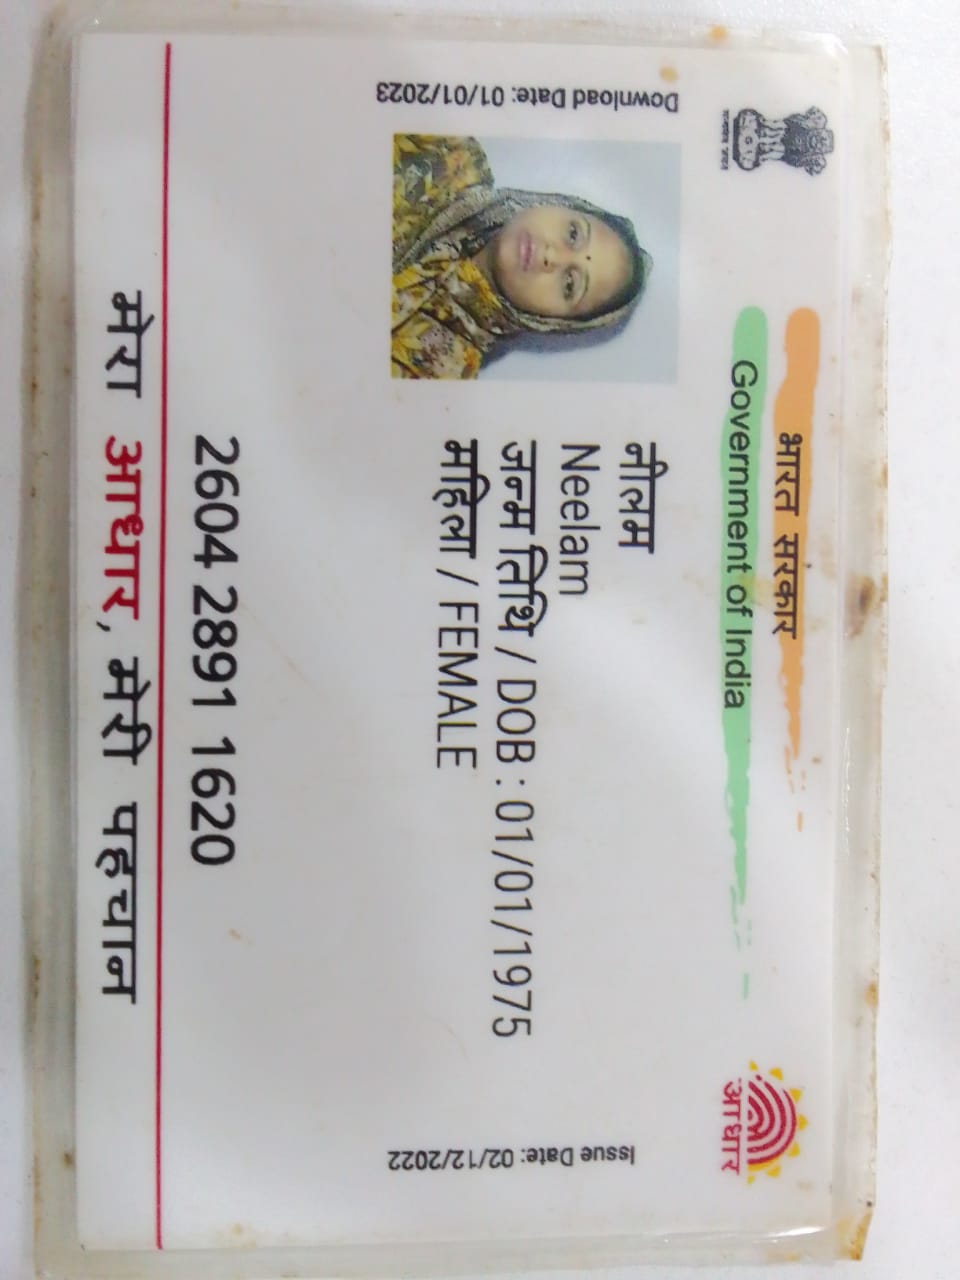 भारत सरकार
Government of India
Download Date: 01/01/2023
नीलम
Neelam
जन्म तिथि / DOB : 01/01/1975
महिला / FEMALE
Issue Date: 02/12/2022
आधार
2604 2891 1620
मेरा आधार, मेरी पहचान